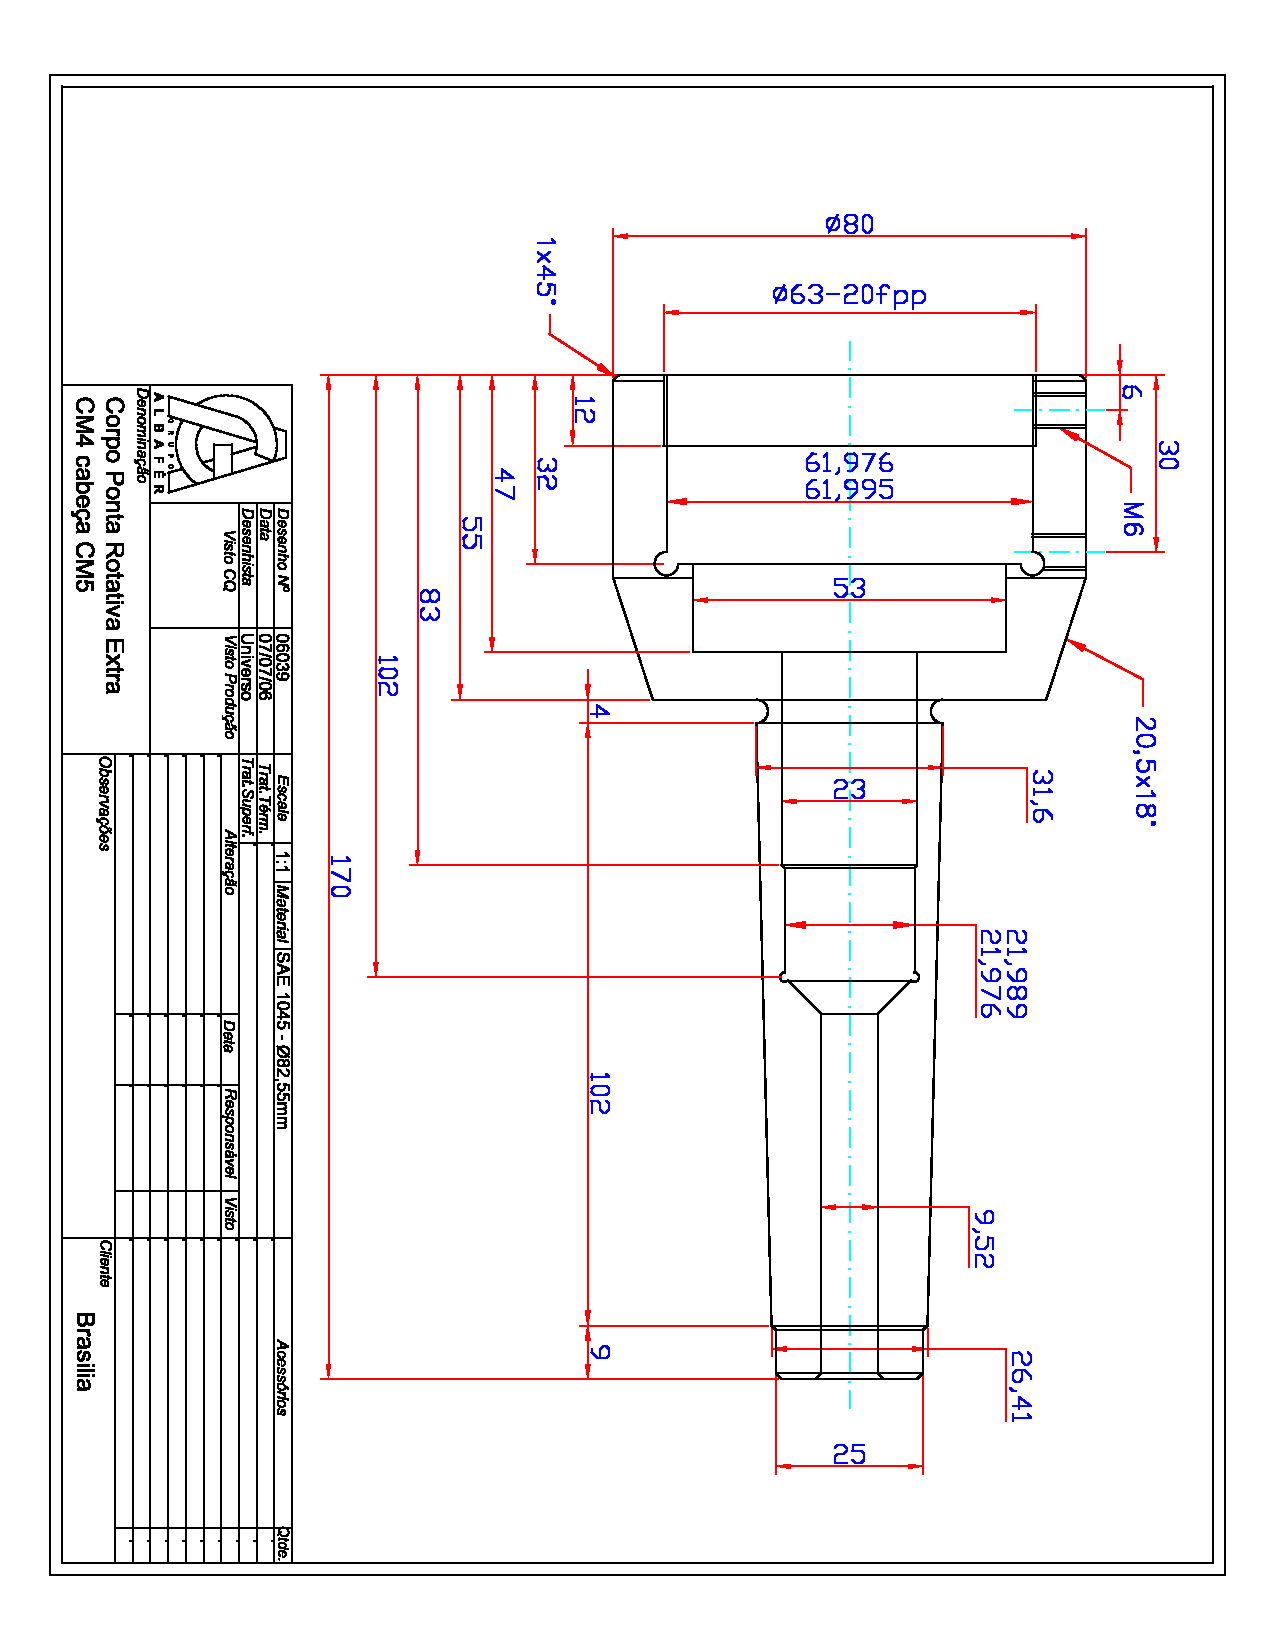 Ø80
Ø63-20fpp
1x45°
6
30
M6
12
61,976
61,995
32
47
55
83
102
170
53
20,5x18°
4
31,6
23
21,989
21,976
102
9,52
9
26,41
25
GRUPO
ALBAFÉR
Denominação
Corpo Ponta Rotativa Extra
CM4 cabeça CM5
Desenho Nº 06039
Data 07/07/06
Desenhista Universo
Visto CQ Visto Produção
Escale 1:1 Material SAE 1045 - Ø82,55mm
Trat.Térm.
Trat.Superf.
Alteração Data Responsável Visto
Observações
Acessórios Qtde.
Cliente
Brasilia